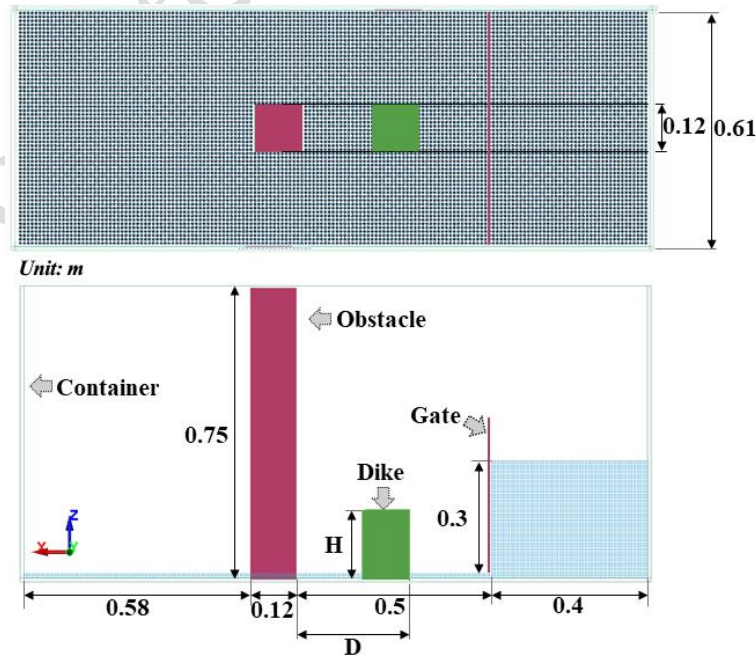 0.12
0.61
Unit: m
Obstacle
Container
Gate
0.75
Dike
Z
0.3
H
X
Y
0.58
0.12
0.5
0.4
D